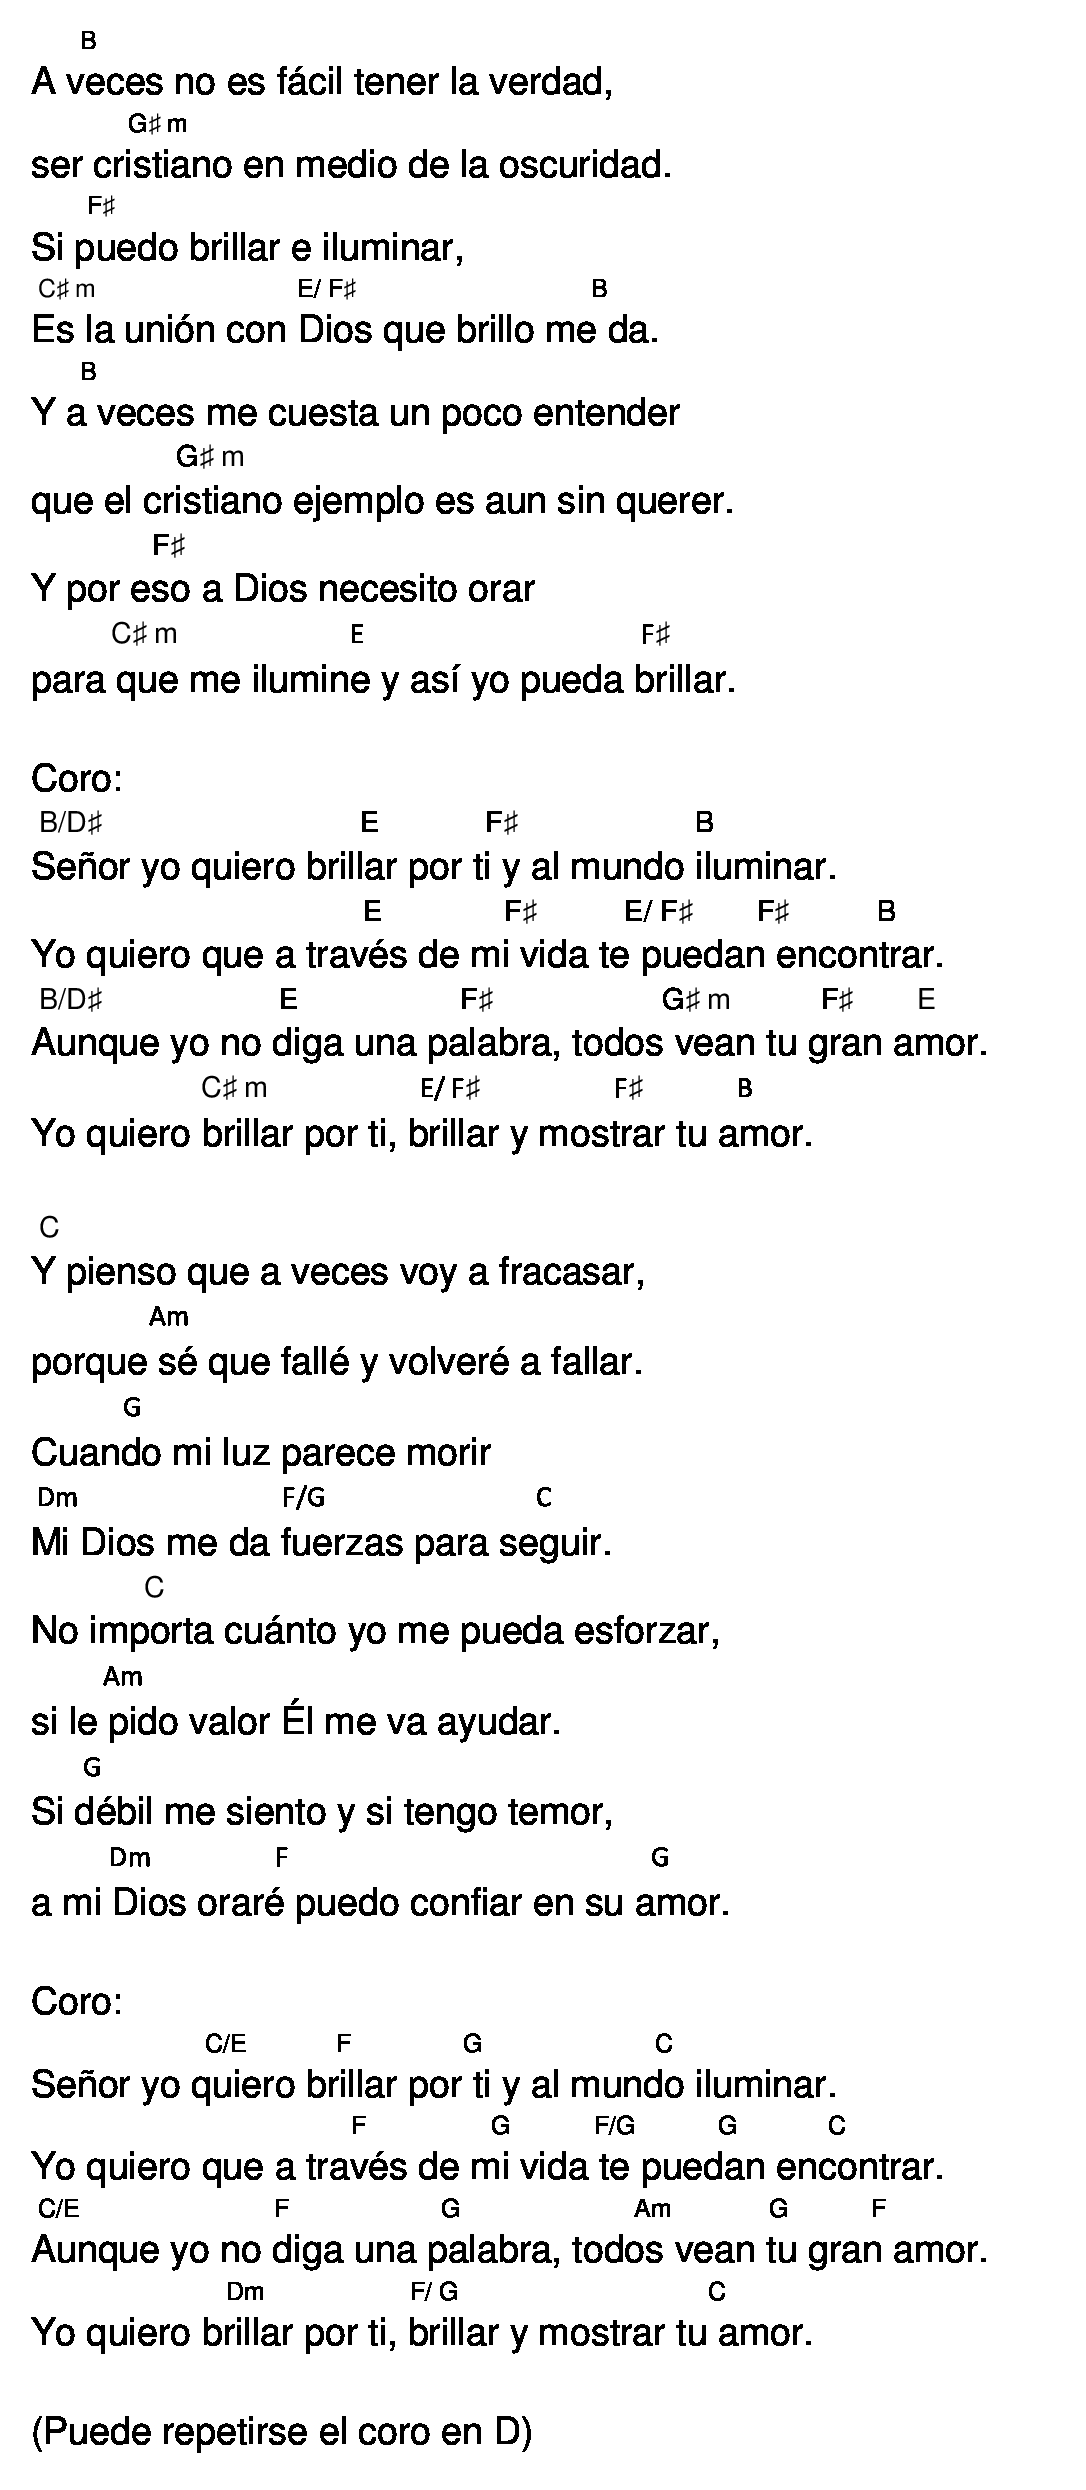 B
A veces no es fácil tener la verdad,
G♯ m
ser cristiano en medio de la oscuridad.
F♯
Si puedo brillar e iluminar,
C♯ m E/ F♯ B
Es la unión con Dios que brillo me da.
B
Y a veces me cuesta un poco entender
G♯ m
que el cristiano ejemplo es aun sin querer.
F♯
Y por eso a Dios necesito orar
C♯ m E F♯
para que me ilumine y así yo pueda brillar.
Coro:
B/D♯ E F♯ B
Señor yo quiero brillar por ti y al mundo iluminar.
E F♯ E/ F♯ F♯ B
Yo quiero que a través de mi vida te puedan encontrar.
B/D♯ E F♯ G♯ m F♯ E
Aunque yo no diga una palabra, todos vean tu gran amor.
C♯ m E/ F♯ F♯ B
Yo quiero brillar por ti, brillar y mostrar tu amor.
C
Y pienso que a veces voy a fracasar,
Am
porque sé que fallé y volveré a fallar.
G
Cuando mi luz parece morir
Dm F/G C
Mi Dios me da fuerzas para seguir.
C
No importa cuánto yo me pueda esforzar,
Am
si le pido valor Él me va ayudar.
G
Si débil me siento y si tengo temor,
Dm F G
a mi Dios oraré puedo confiar en su amor.
Coro:
C/E F G C
Señor yo quiero brillar por ti y al mundo iluminar.
F G F/G G C
Yo quiero que a través de mi vida te puedan encontrar.
C/E F G Am G F
Aunque yo no diga una palabra, todos vean tu gran amor.
Dm F/ G C
Yo quiero brillar por ti, brillar y mostrar tu amor.
(Puede repetirse el coro en D)